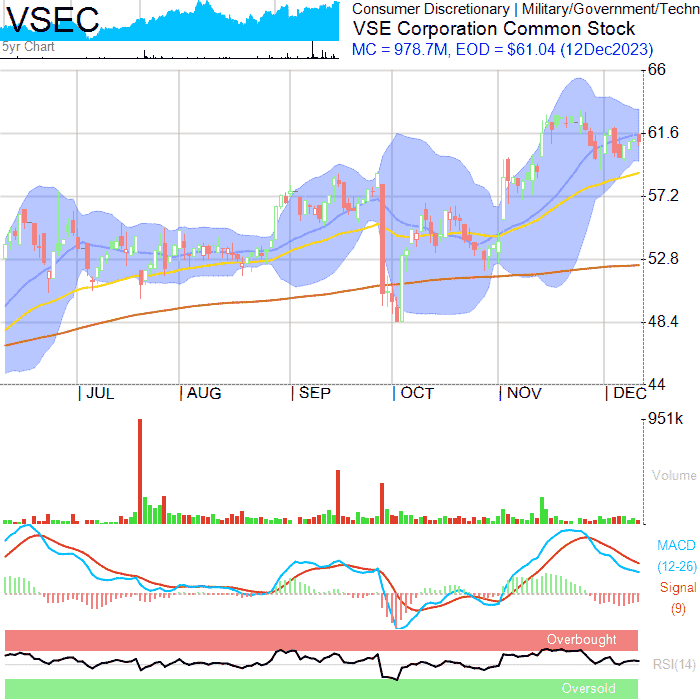 VSEC
5yr Chart
Consumer Discretionary | Military/Government/Techn
VSE Corporation Common Stock
MC = 978.7M, EOD = $61.04 (12Dec2023)
66
61.6
57.2
52.8
48.4
44
| JUL | AUG | SEP | OCT | NOV | DEC
951k
Volume
MACD
(12-26)
Signal
(9)
Overbought
RSI(14)
Oversold